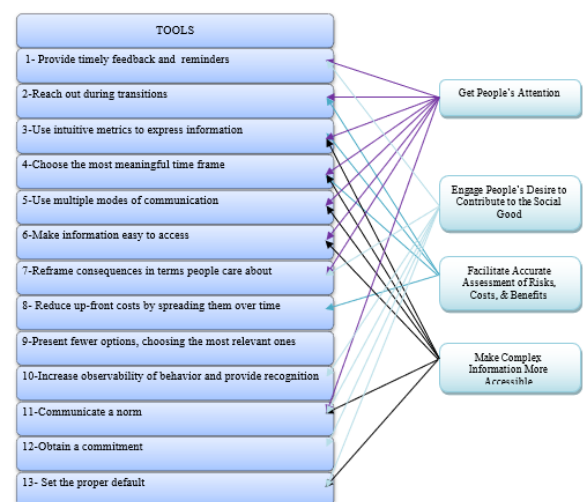 TOOLS
1- Provide timely feedback and reminders
2-Reach out during transitions
3-Use intuitive metrics to express information
4-Choose the most meaningful time frame
5-Use multiple modes of communication
6-Make information easy to access
7-Reframe consequences in terms people care about
8- Reduce up-front costs by spreading them over time
9-Present fewer options, choosing the most relevant ones
10-Increase observability of behavior and provide recognition
11-Communicate a norm
12-Obtain a commitment
13- Set the proper default
Get People's Attention
Engage People's Desire to
Contribute to the Social
Good
Facilitate Accurate
Assessment of Risks,
Costs, & Benefits
Make Complex
Information More
Accessible